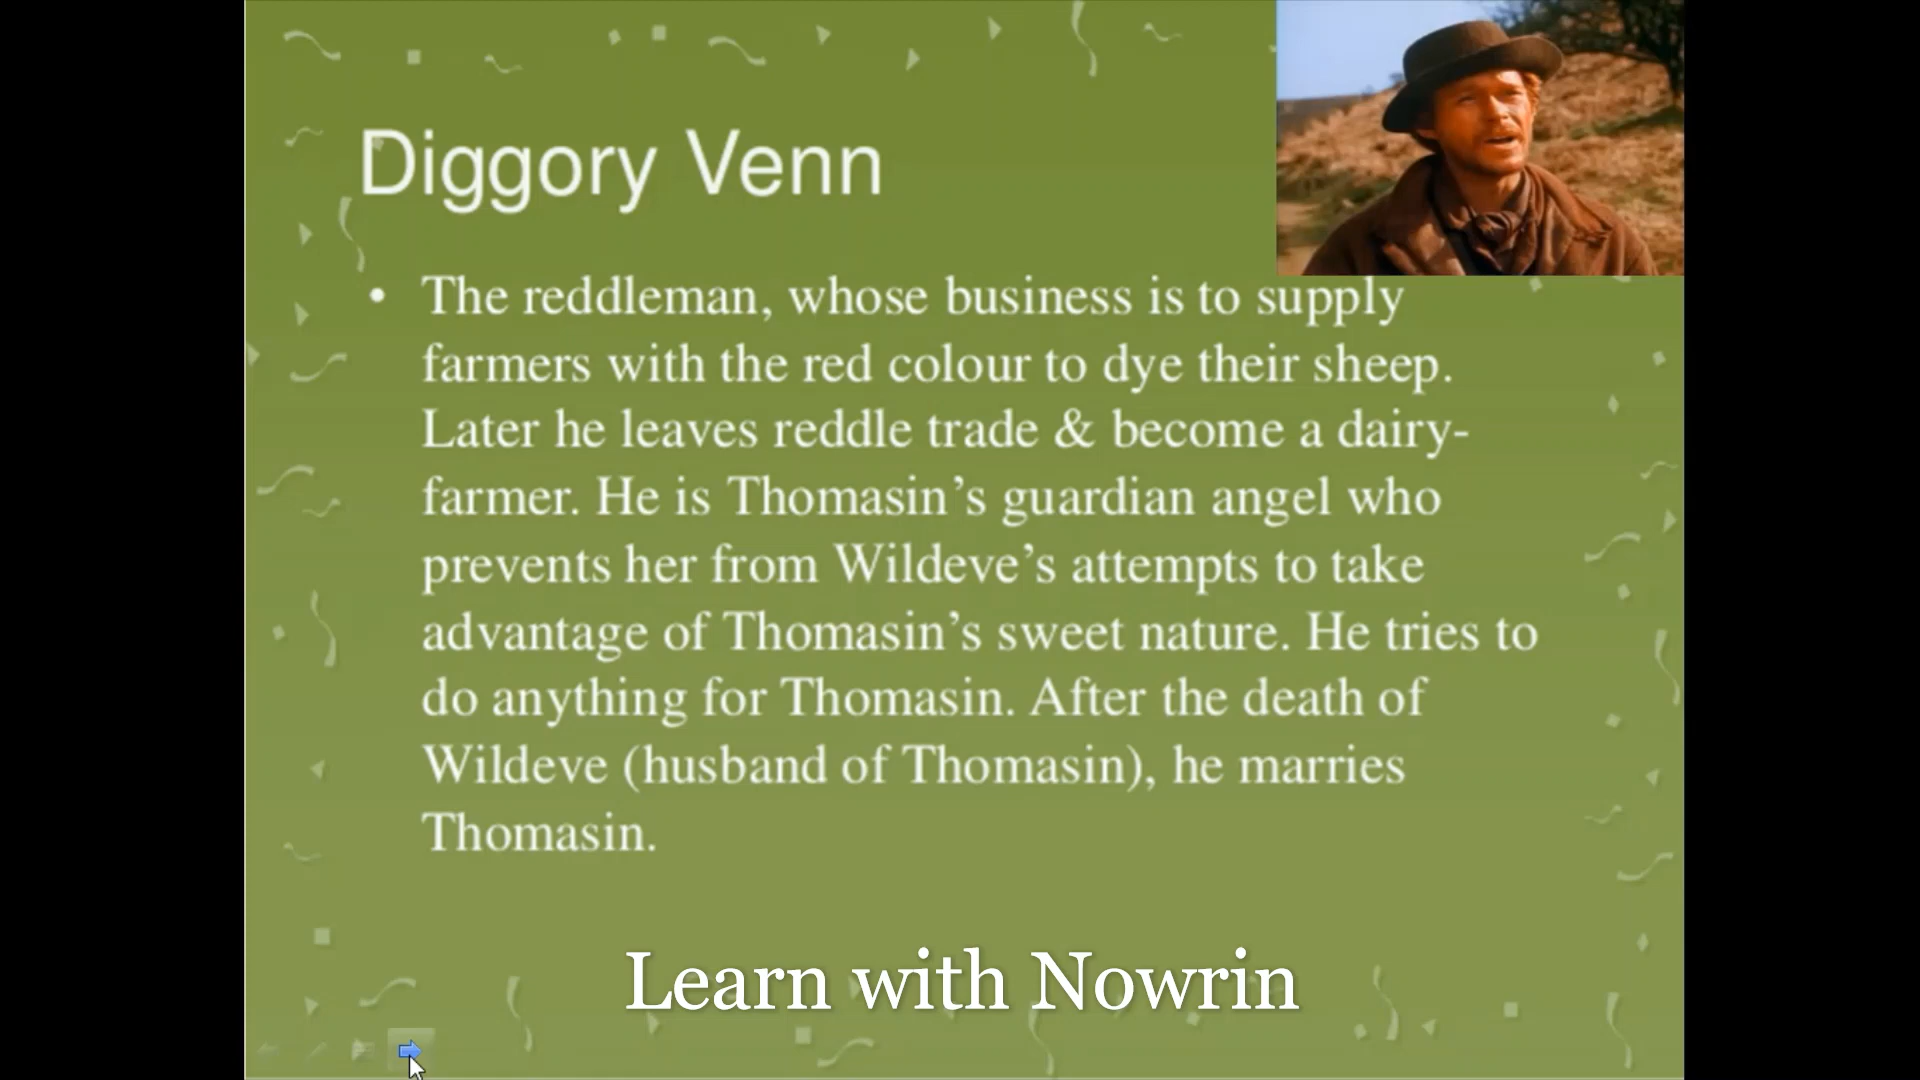 Diggory Venn
• The reddleman, whose business is to supply
farmers with the red colour to dye their sheep.
Later he leaves reddle trade & become a dairy-
farmer. He is Thomasin’s guardian angel who
prevents her from Wildeve’s attempts to take
advantage of Thomasin’s sweet nature. He tries to
do anything for Thomasin. After the death of
Wildeve (husband of Thomasin), he marries
Thomasin.
Learn with Nowrin